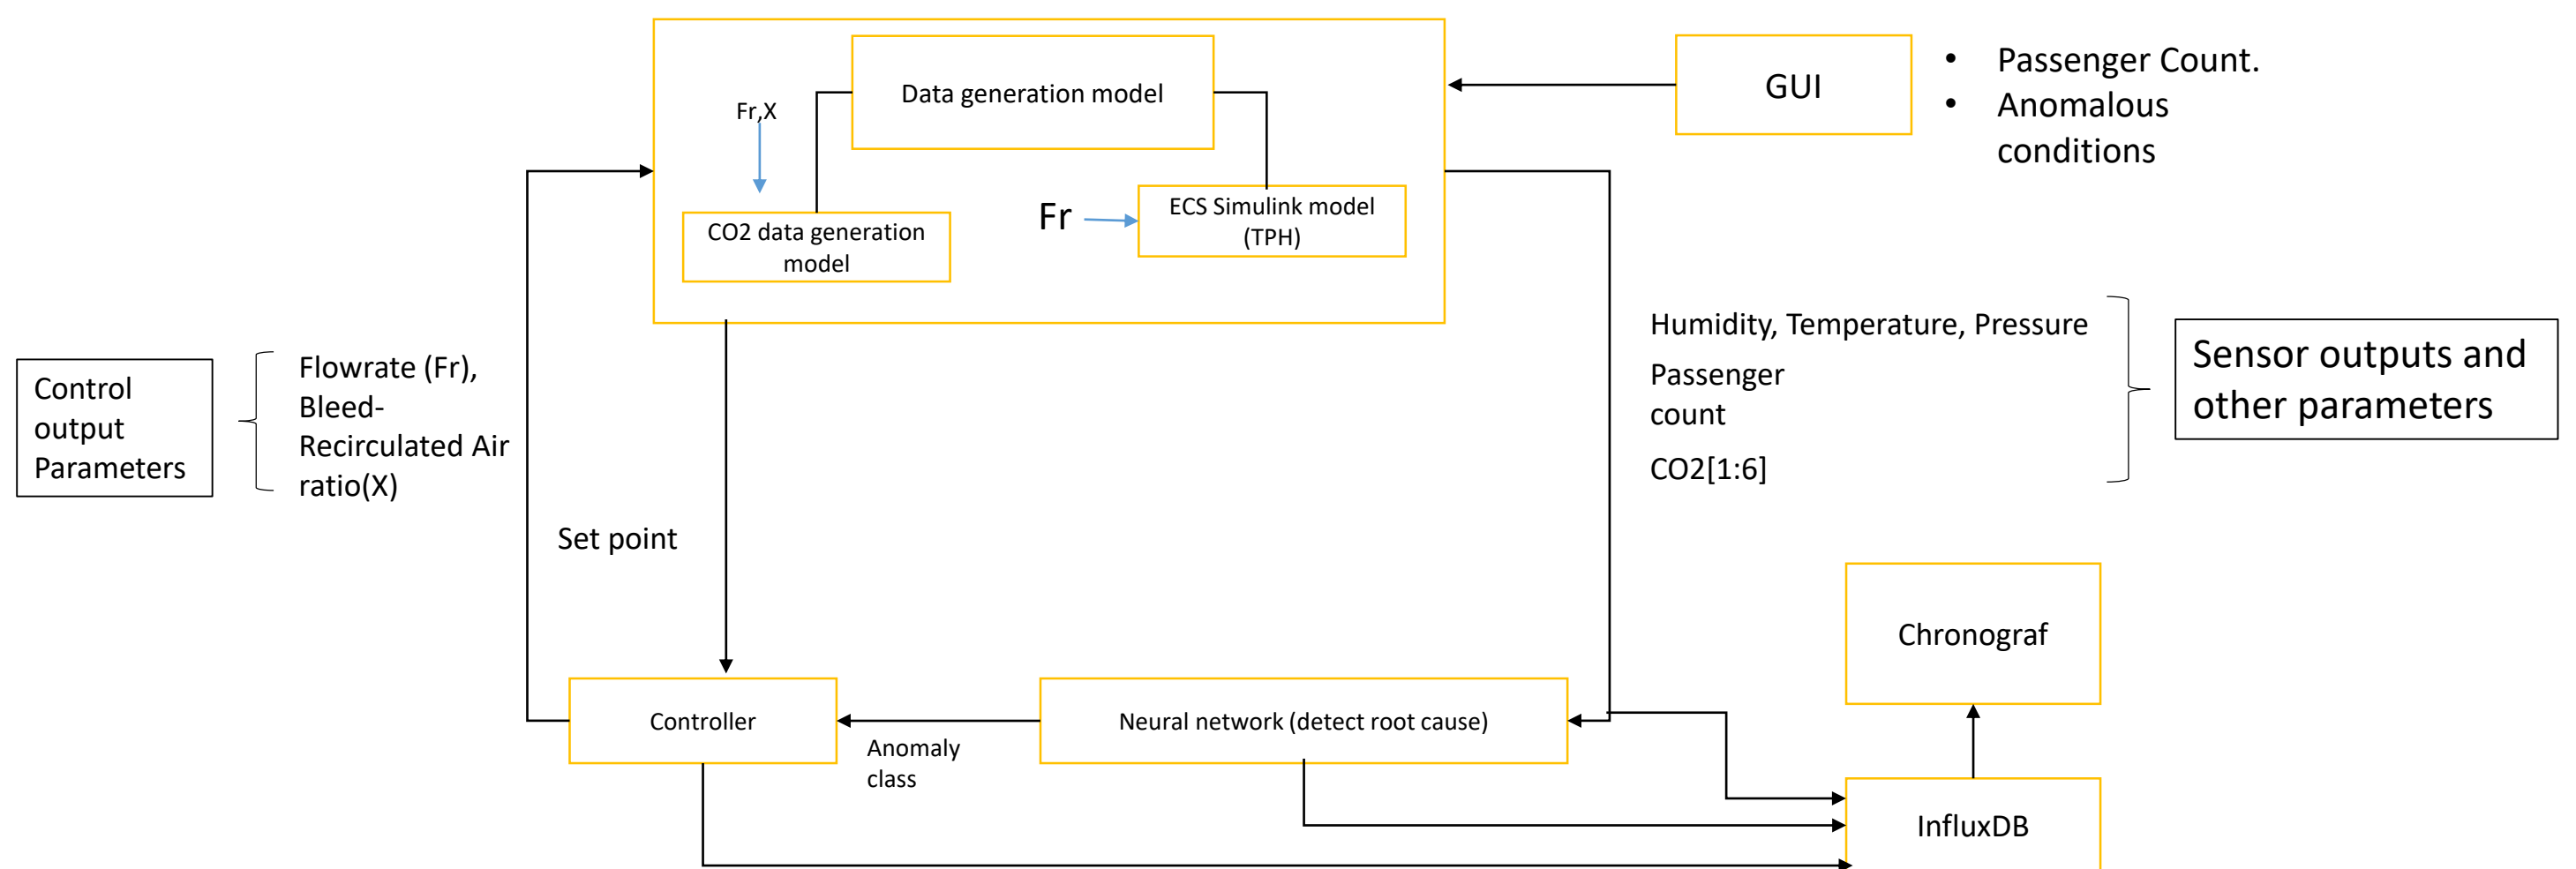 Data generation model
Fr,X
CO2 data generation
model
Fr
ECS Simulink model
(TPH)
GUI
• Passenger Count.
• Anomalous
conditions
Control
output
Parameters
Flowrate (Fr),
Bleed-
Recirculated Air
ratio(X)
Set point
Humidity, Temperature, Pressure
Passenger
count
CO2[1:6]
Sensor outputs and
other parameters
Chronograf
Controller
Anomaly
class
Neural network (detect root cause)
InfluxDB